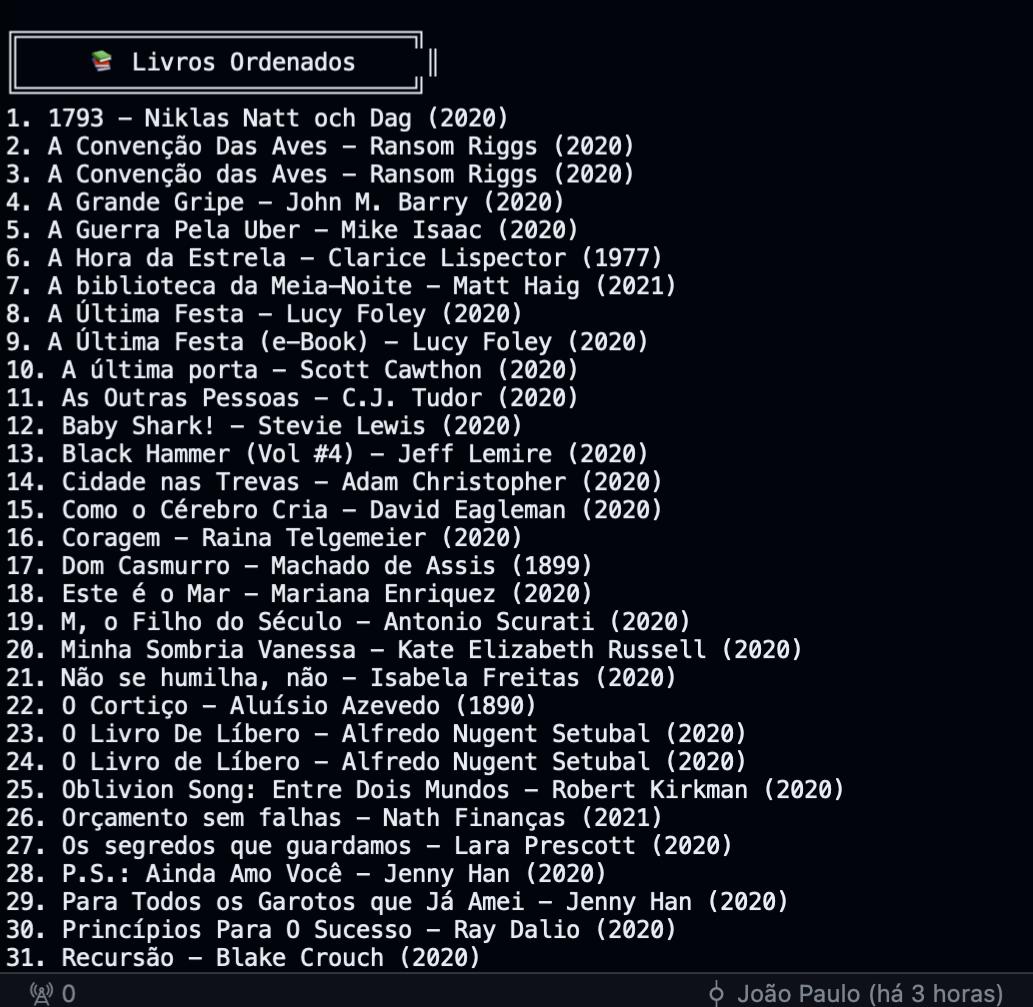 📚 Livros Ordenados
1. 1793 – Niklas Natt och Dag (2020)
2. A Convenção Das Aves – Ransom Riggs (2020)
3. A Convenção das Aves – Ransom Riggs (2020)
4. A Grande Gripe – John M. Barry (2020)
5. A Guerra Pela Uber – Mike Isaac (2020)
6. A Hora da Estrela – Clarice Lispector (1977)
7. A biblioteca da Meia-Noite – Matt Haig (2021)
8. A Última Festa – Lucy Foley (2020)
9. A Última Festa (e-Book) – Lucy Foley (2020)
10. A última porta – Scott Cawthon (2020)
11. As Outras Pessoas – C.J. Tudor (2020)
12. Baby Shark! – Stevie Lewis (2020)
13. Black Hammer (Vol #4) – Jeff Lemire (2020)
14. Cidade nas Trevas – Adam Christopher (2020)
15. Como o Cérebro Cria – David Eagleman (2020)
16. Coragem – Raina Telgemeier (2020)
17. Dom Casmurro – Machado de Assis (1899)
18. Este é o Mar – Mariana Enriquez (2020)
19. M, o Filho do Século – Antonio Scurati (2020)
20. Minha Sombria Vanessa – Kate Elizabeth Russell (2020)
21. Não se humilha, não – Isabela Freitas (2020)
22. O Cortiço – Aluísio Azevedo (1890)
23. O Livro De Líbero – Alfredo Nugent Setubal (2020)
24. O Livro de Líbero – Alfredo Nugent Setubal (2020)
25. Oblivion Song: Entre Dois Mundos – Robert Kirkman (2020)
26. Orçamento sem falhas – Nath Finanças (2021)
27. Os segredos que guardamos – Lara Prescott (2020)
28. P.S.: Ainda Amo Você – Jenny Han (2020)
29. Para Todos os Garotos que Já Amei – Jenny Han (2020)
30. Princípios Para O Sucesso – Ray Dalio (2020)
31. Recursão – Blake Crouch (2020)
0 João Paulo (há 3 horas)